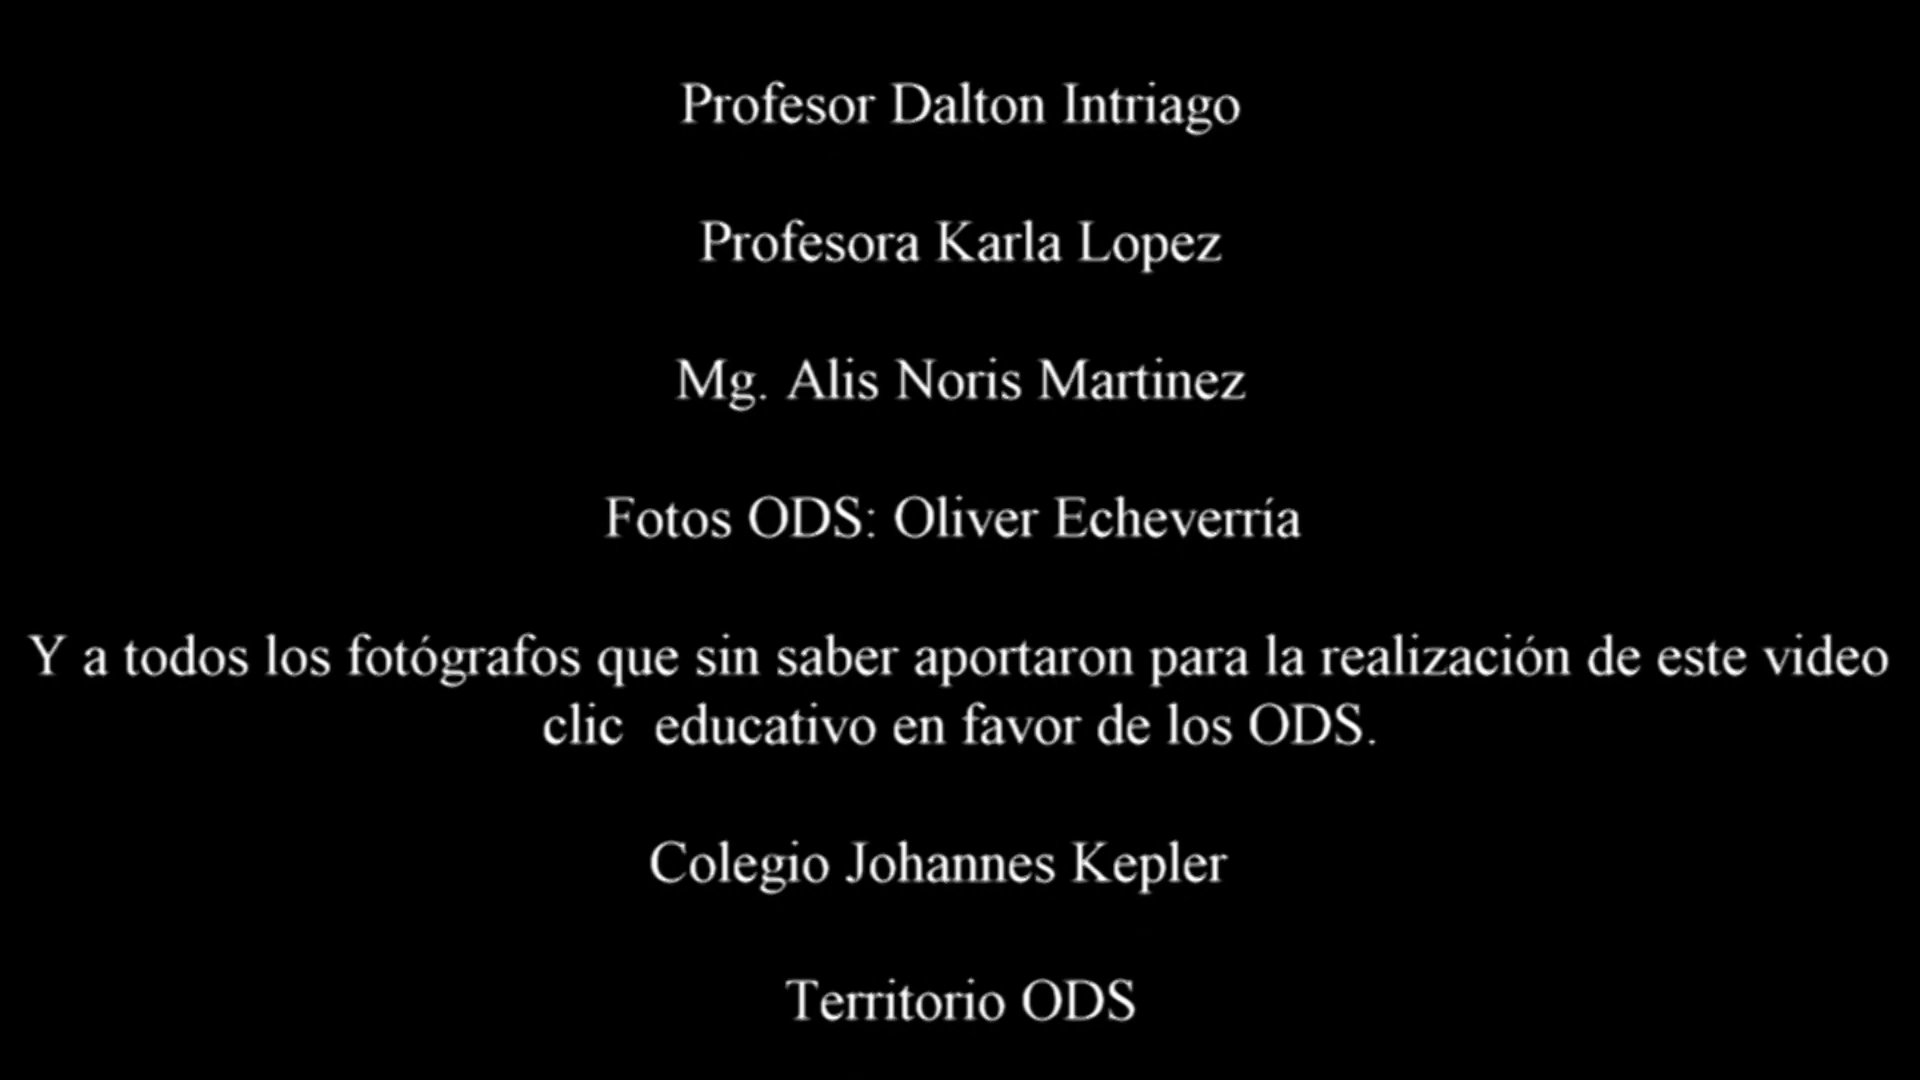 Profesor Dalton Intriago
Profesora Karla Lopez
Mg. Alis Noris Martinez
Fotos ODS: Oliver Echeverría
Y a todos los fotógrafos que sin saber aportaron para la realización de este video
clic  educativo en favor de los ODS.
Colegio Johannes Kepler
Territorio ODS